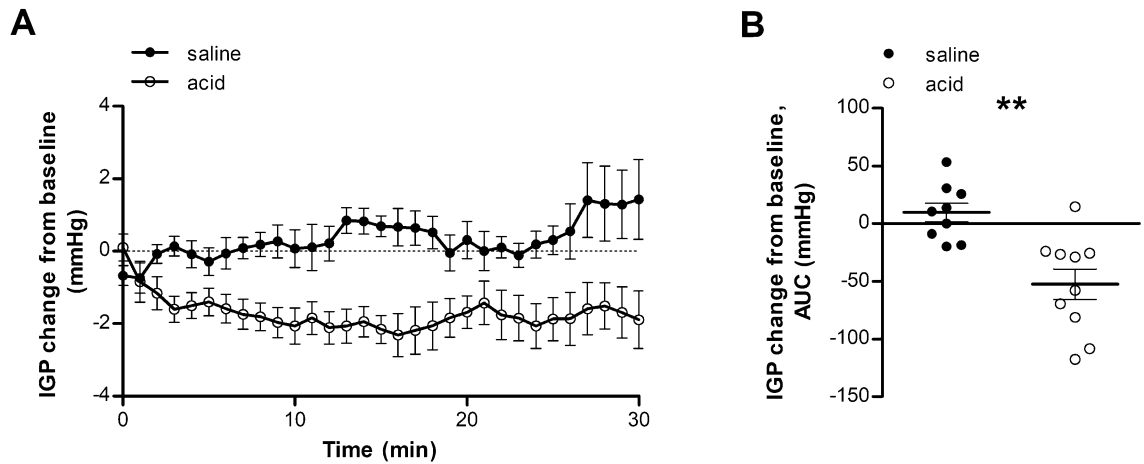 A
saline
acid
4
2
0
-2
-4
IGP change from baseline
(mmHg)
0
10
20
30
Time (min)
B
saline
acid
**
100
50
0
-50
-100
-150
IGP change from baseline,
AUC (mmHg)